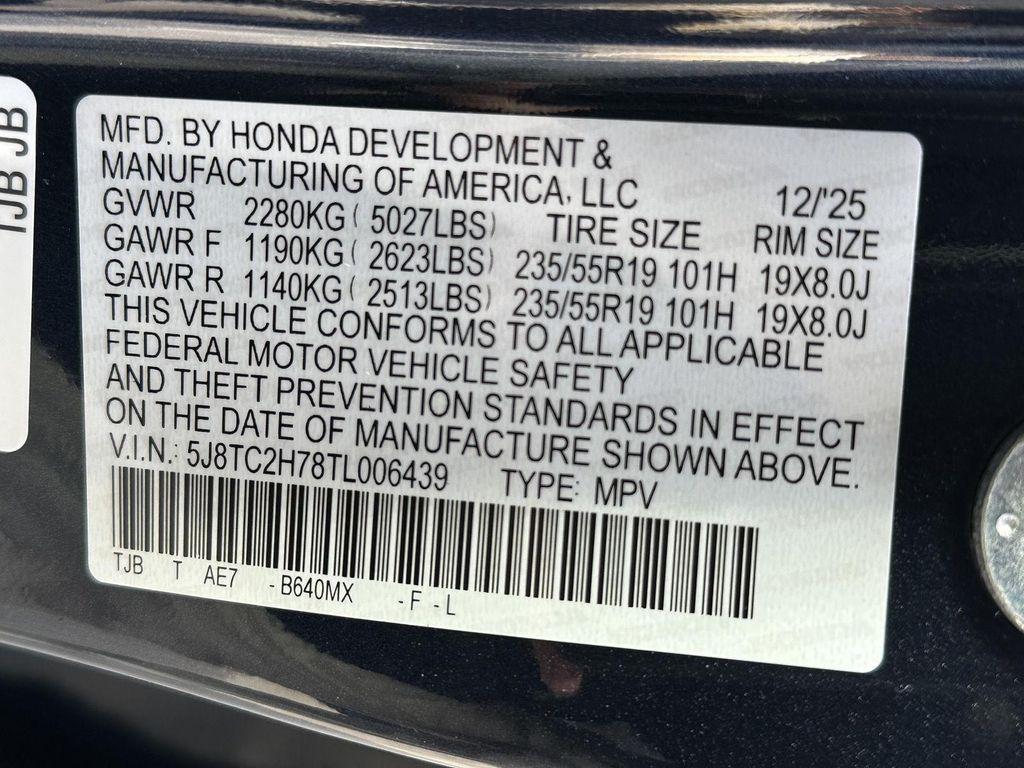 MFD. BY HONDA DEVELOPMENT &
MANUFACTURING OF AMERICA, LLC 12/'25
GVWR 2280KG ( 5027LBS) TIRE SIZE RIM SIZE
GAWR F 1190KG ( 2623LBS) 235/55R19 101H 19X8.0J
GAWR R 1140KG ( 2513LBS) 235/55R19 101H 19X8.0J
THIS VEHICLE CONFORMS TO ALL APPLICABLE
FEDERAL MOTOR VEHICLE SAFETY
AND THEFT PREVENTION STANDARDS IN EFFECT
ON THE DATE OF MANUFACTURE SHOWN ABOVE.
V.I.N.: 5J8TC2H78TL006439 TYPE: MPV
TJB T AE7 - B640MX - F - L
TJB JB